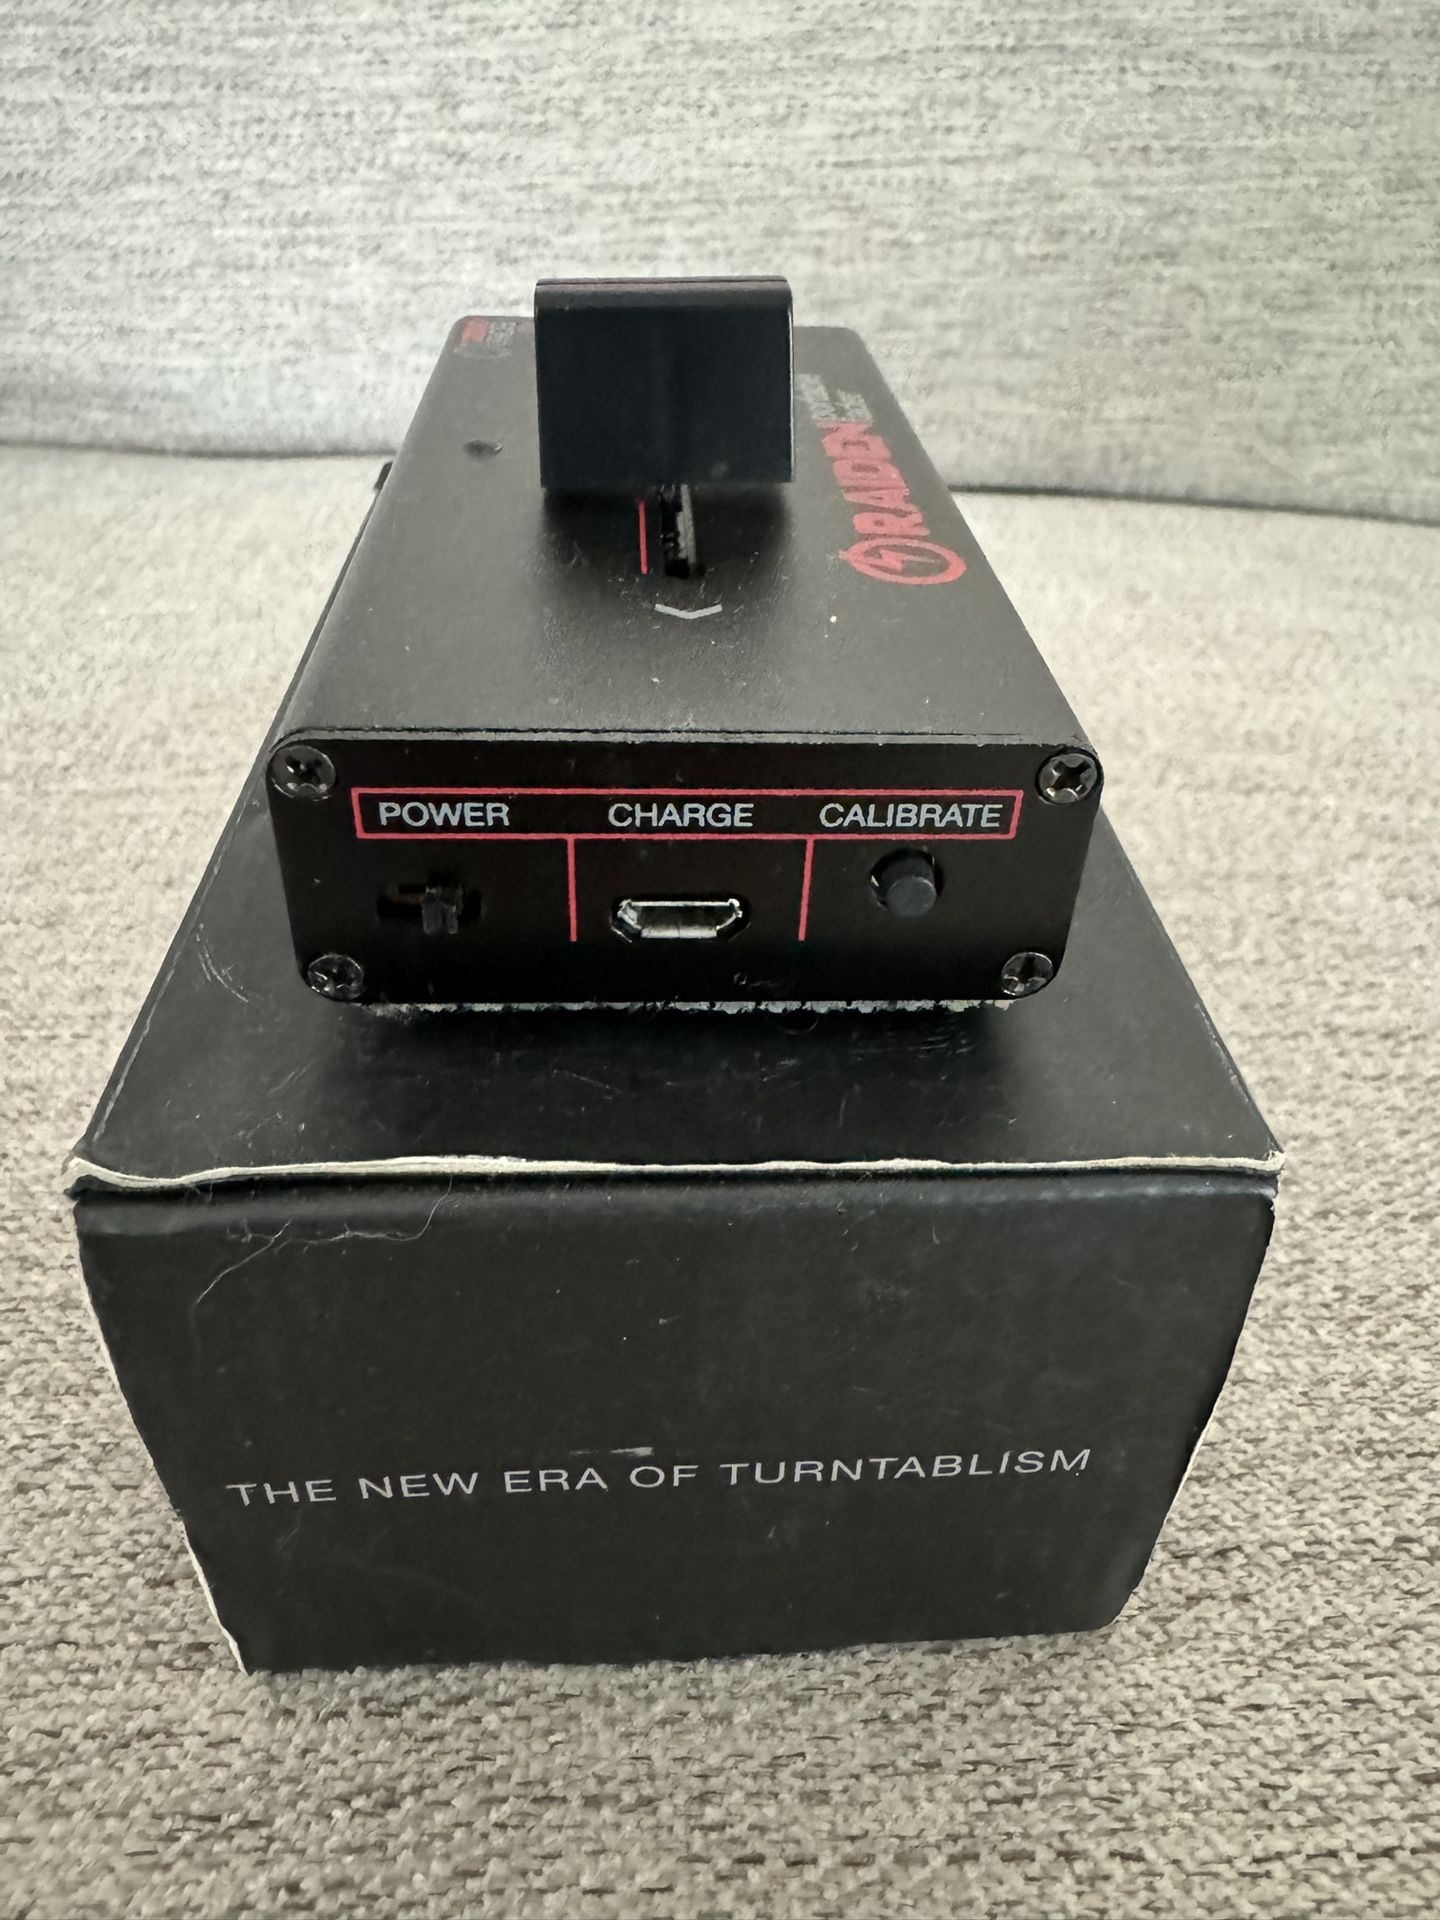 RAIDEN
POWER CHARGE CALIBRATE
THE NEW ERA OF TURNTABLISM